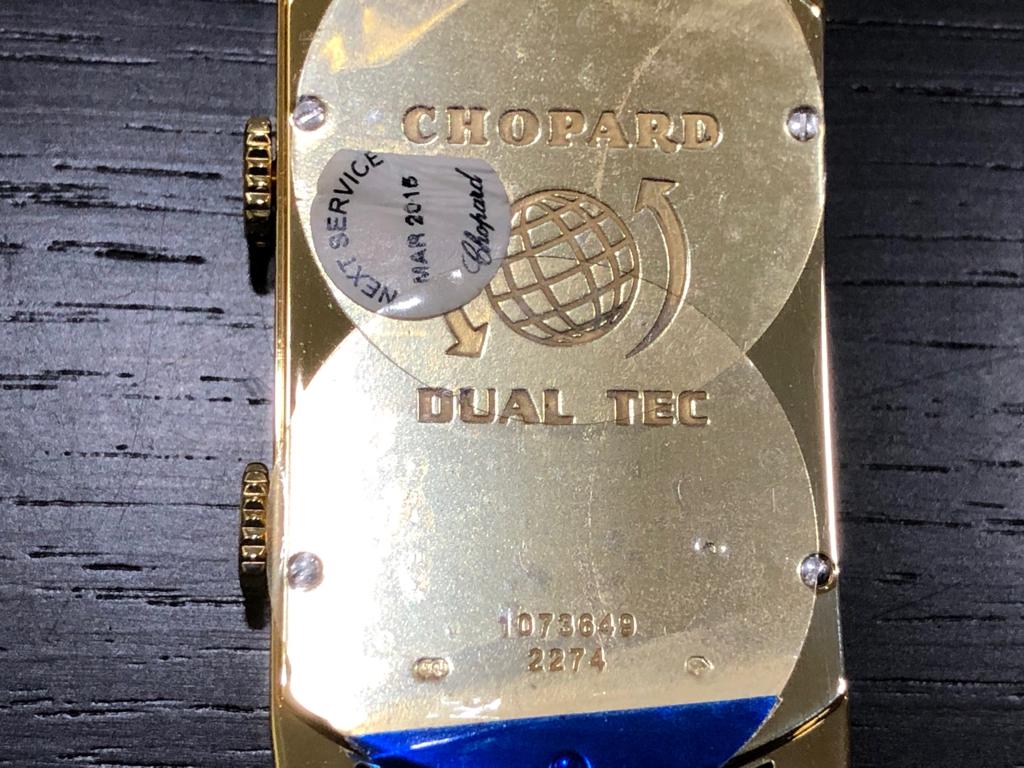 CHOPARD
NEXT SERVICE
MAR 2015
Chopard
DUAL TEC
1073649
2274